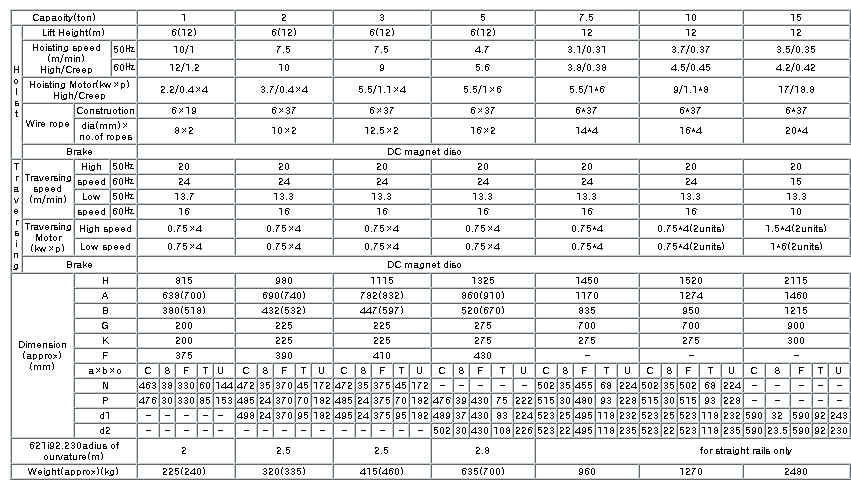 Capacity(ton) 1 2 3 5 7.5 10 15
Hoist
Lift Height(m) 6(12) 6(12) 6(12) 6(12) 12 12 12
Hoisting speed (m/min) High/Creep
50Hz 10/1 7.5 7.5 4.7 3.1/0.31 3.7/0.37 3.5/0.35
60Hz 12/1.2 10 9 5.6 3.8/0.38 4.5/0.45 4.2/0.42
Hoisting Motor(kw×p) High/Creep 2.2/0.4×4 3.7/0.4×4 5.5/1.1×4 5.5/1×6 5.5/1*6 9/1.1*8 17/18.8
Wire rope
Construotion 6×19 6×37 6×37 6×37 6*37 6*37 6*37
dia(mm)× no.of ropes 8×2 10×2 12.5×2 16×2 14*4 16*4 20*4
Brake DC magnet diso
Traversing
Traversing speed (m/min)
High 50Hz 20 20 20 20 20 20 20
speed 60Hz 24 24 24 24 24 24 15
Low 50Hz 13.7 13.3 13.3 13.3 13.3 13.3 13.3
speed 60Hz 16 16 16 16 16 16 10
Traversing Motor (kw×p)
High speed 0.75×4 0.75×4 0.75×4 0.75×4 0.75*4 0.75*4(2units) 1.5*4(2units)
Low speed 0.75×4 0.75×4 0.75×4 0.75×4 0.75*4 0.75*4(2units) 1*6(2units)
Brake DC magnet diso
Dimension (approx) (mm)
H 815 980 1115 1325 1450 1520 2115
A 638(700) 690(740) 782(832) 860(910) 1170 1274 1460
B 380(518) 432(532) 447(597) 520(670) 835 950 1215
G 200 225 225 275 700 700 900
K 200 225 225 275 275 275 300
F 375 390 410 430 - - -
a×b×o C 8 F T U C 8 F T U C 8 F T U C 8 F T U C 8 F T U C 8 F T U C 8 F T U
N 463 38 330 60 144 472 35 370 45 172 472 35 375 45 172 - - - - - 502 35 455 68 224 502 35 502 68 224 - - - - -
P 476 30 330 85 153 485 24 370 70 182 485 24 375 70 182 476 39 430 75 222 515 30 480 93 228 515 30 515 93 228 - - - - -
d1 - - - - - 498 24 370 95 182 495 24 375 95 182 489 37 430 83 224 523 25 495 118 232 523 25 523 118 232 590 32 590 92 243
d2 - - - - - - - - - - - - - - - 502 30 430 108 226 523 22 495 118 235 523 22 523 118 235 590 23.5 590 92 230
621i92.230adius of ourvature(m) 2 2.5 2.5 2.8 for straight rails only
Weight(approx)(kg) 225(240) 320(335) 415(460) 635(700) 960 1270 2480